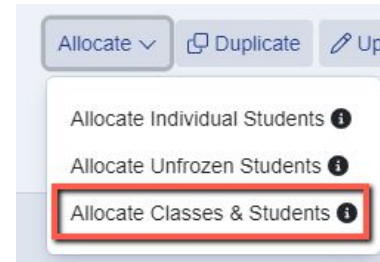 Allocate Duplicate Up
Allocate Individual Students
Allocate Unfrozen Students
Allocate Classes & Students